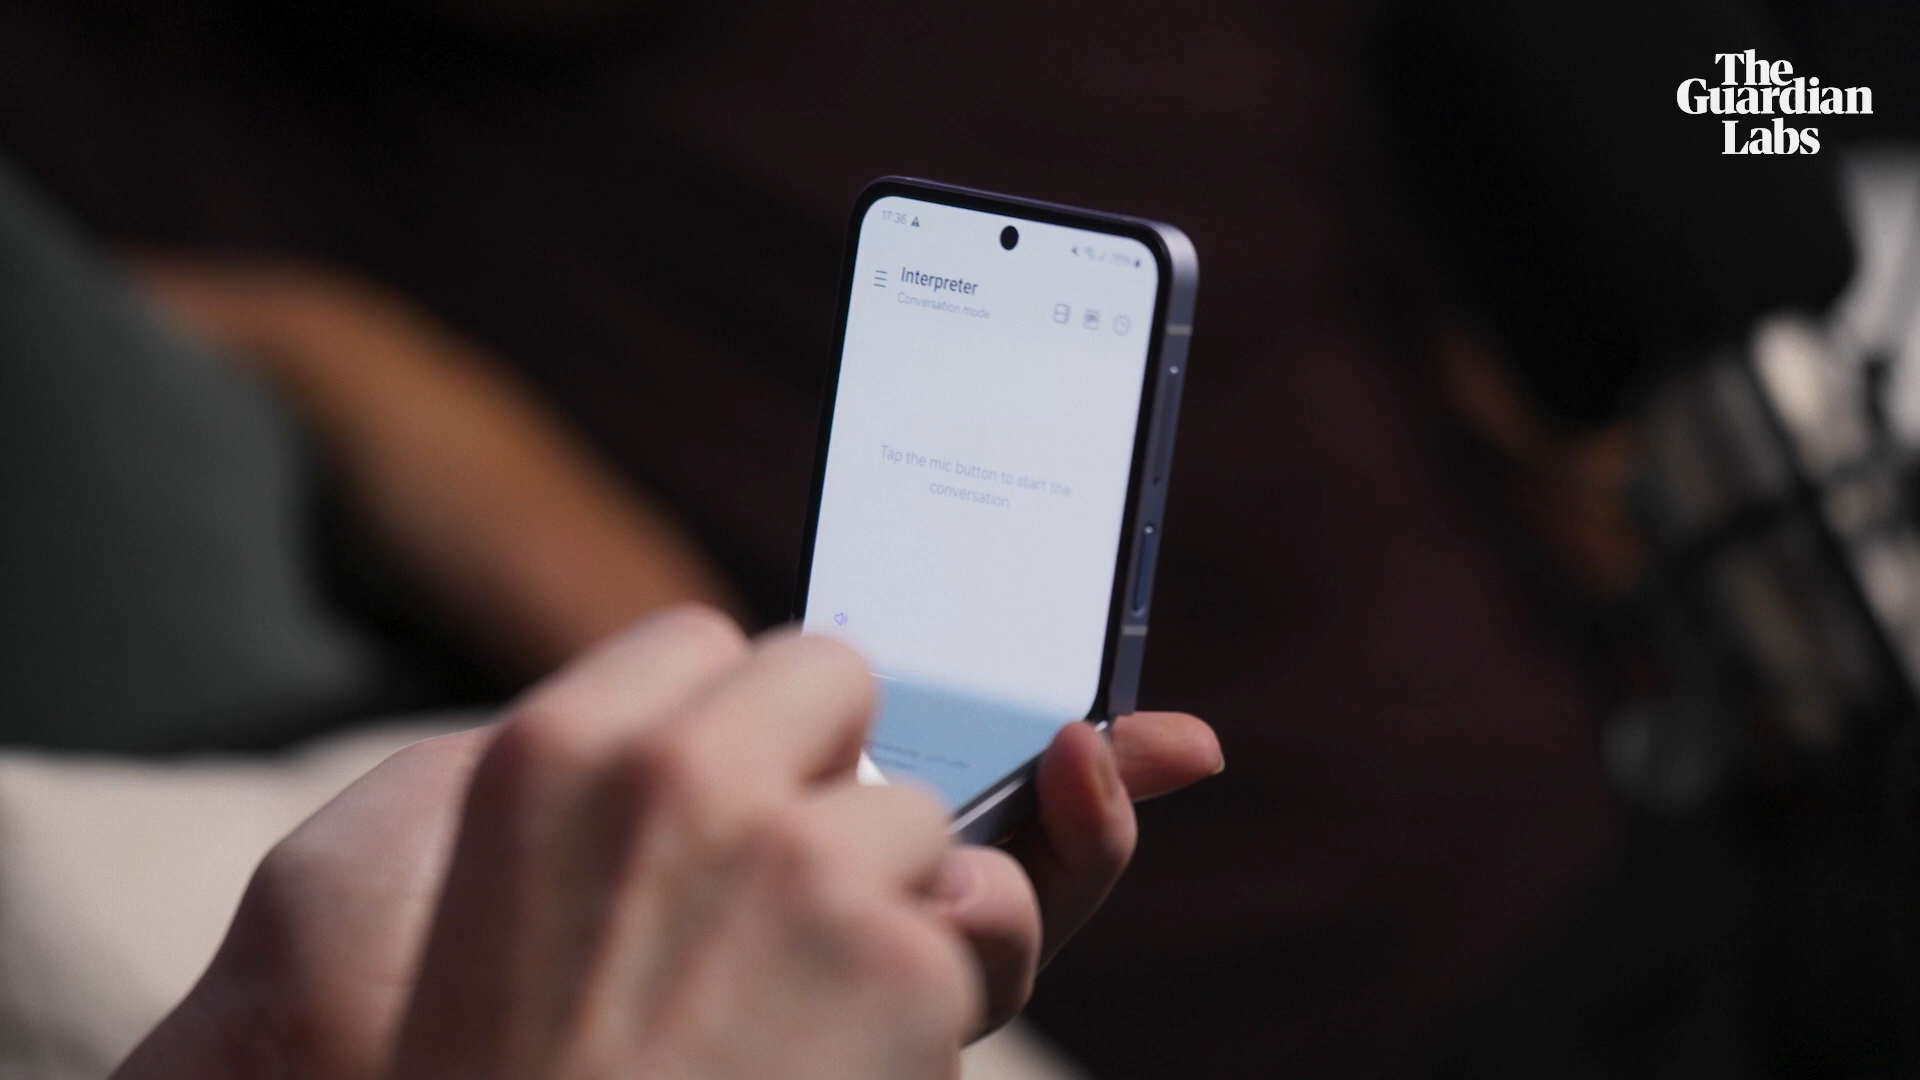 The
Guardian
Labs
17:36
Interpreter
Conversation mode
Tap the mic button to start the
conversation.